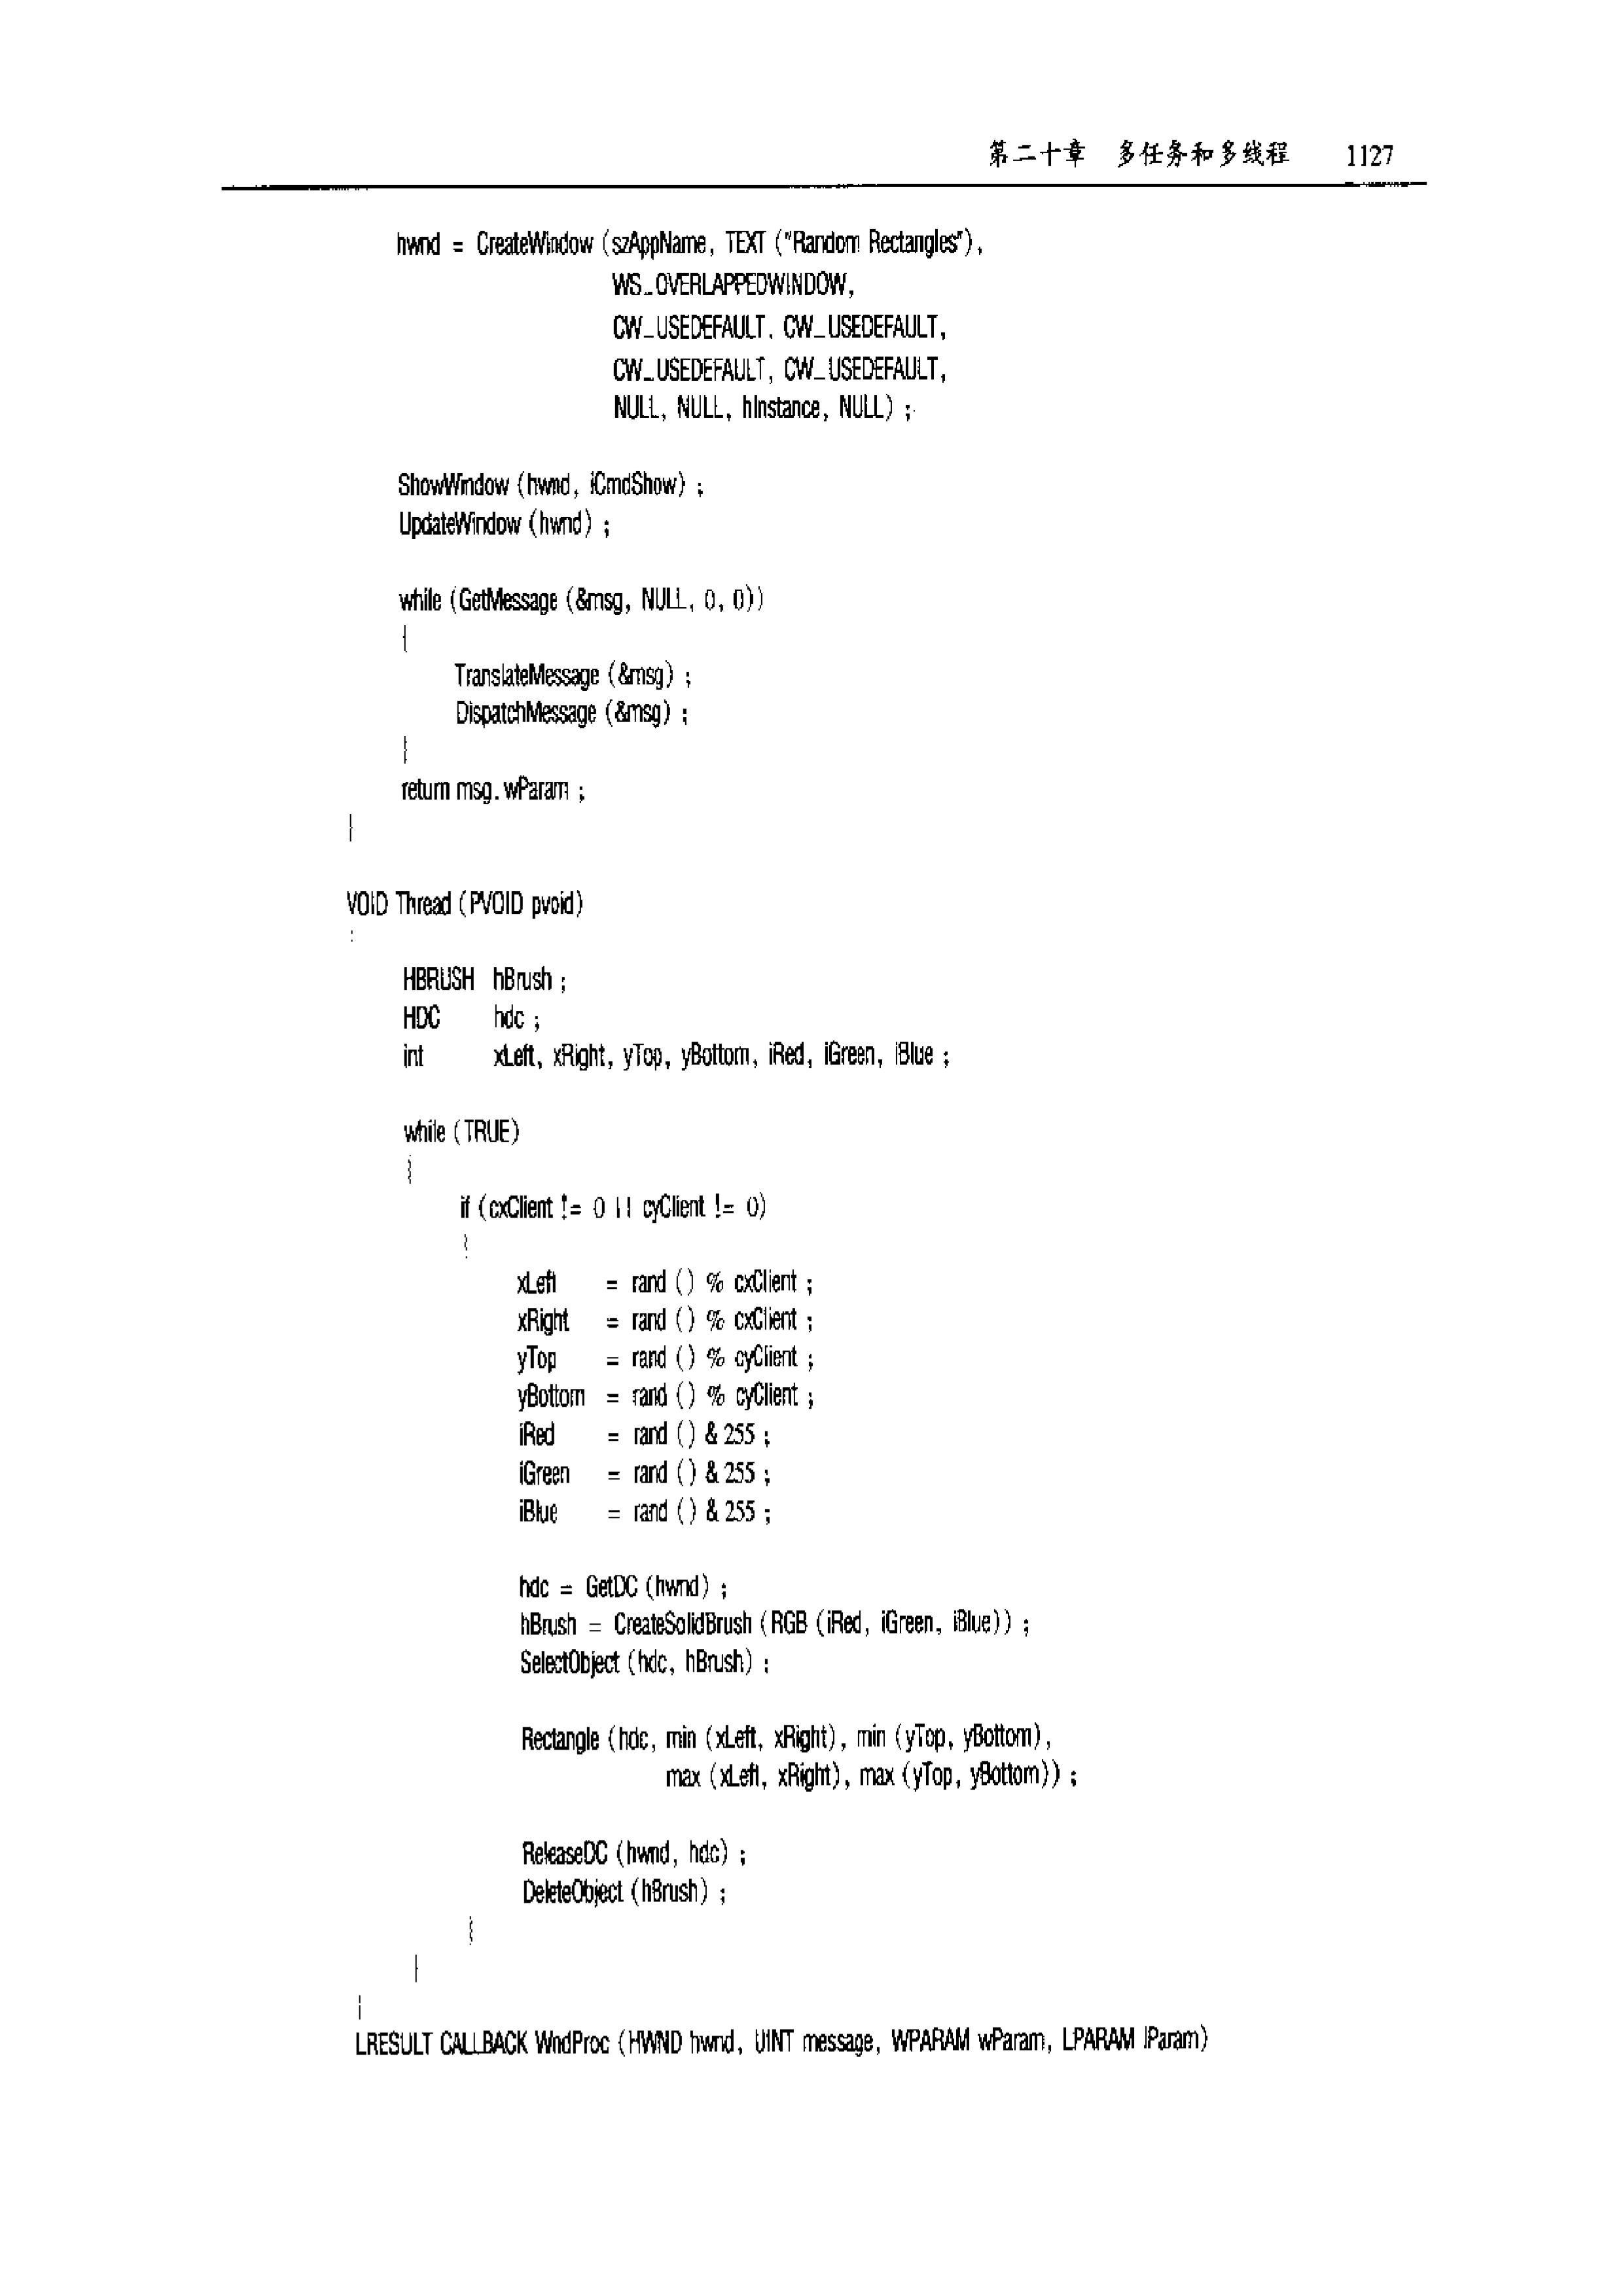 第二十章 多任务和多线程 1127
hwnd = CreateWindow (szAppName, TEXT ("Random Rectangles"),
WS_OVERLAPPEDWINDOW,
CW_USEDEFAULT, CW_USEDEFAULT,
CW_USEDEFAULT, CW_USEDEFAULT,
NULL, NULL, hInstance, NULL) ;
ShowWindow (hwnd, iCmdShow) ;
UpdateWindow (hwnd) ;
while (GetMessage (&msg, NULL, 0, 0))
{
TranslateMessage (&msg) ;
DispatchMessage (&msg) ;
}
return msg.wParam ;
}
VOID Thread (PVOID pvoid)
{
HBRUSH hBrush ;
HDC hdc ;
int xLeft, xRight, yTop, yBottom, iRed, iGreen, iBlue ;
while (TRUE)
{
if (cxClient != 0 || cyClient != 0)
{
xLeft = rand () % cxClient ;
xRight = rand () % cxClient ;
yTop = rand () % cyClient ;
yBottom = rand () % cyClient ;
iRed = rand () & 255 ;
iGreen = rand () & 255 ;
iBlue = rand () & 255 ;
hdc = GetDC (hwnd) ;
hBrush = CreateSolidBrush (RGB (iRed, iGreen, iBlue)) ;
SelectObject (hdc, hBrush) ;
Rectangle (hdc, min (xLeft, xRight), min (yTop, yBottom),
max (xLeft, xRight), max (yTop, yBottom)) ;
ReleaseDC (hwnd, hdc) ;
DeleteObject (hBrush) ;
}
}
}
LRESULT CALLBACK WndProc (HWND hwnd, UINT message, WPARAM wParam, LPARAM lParam)